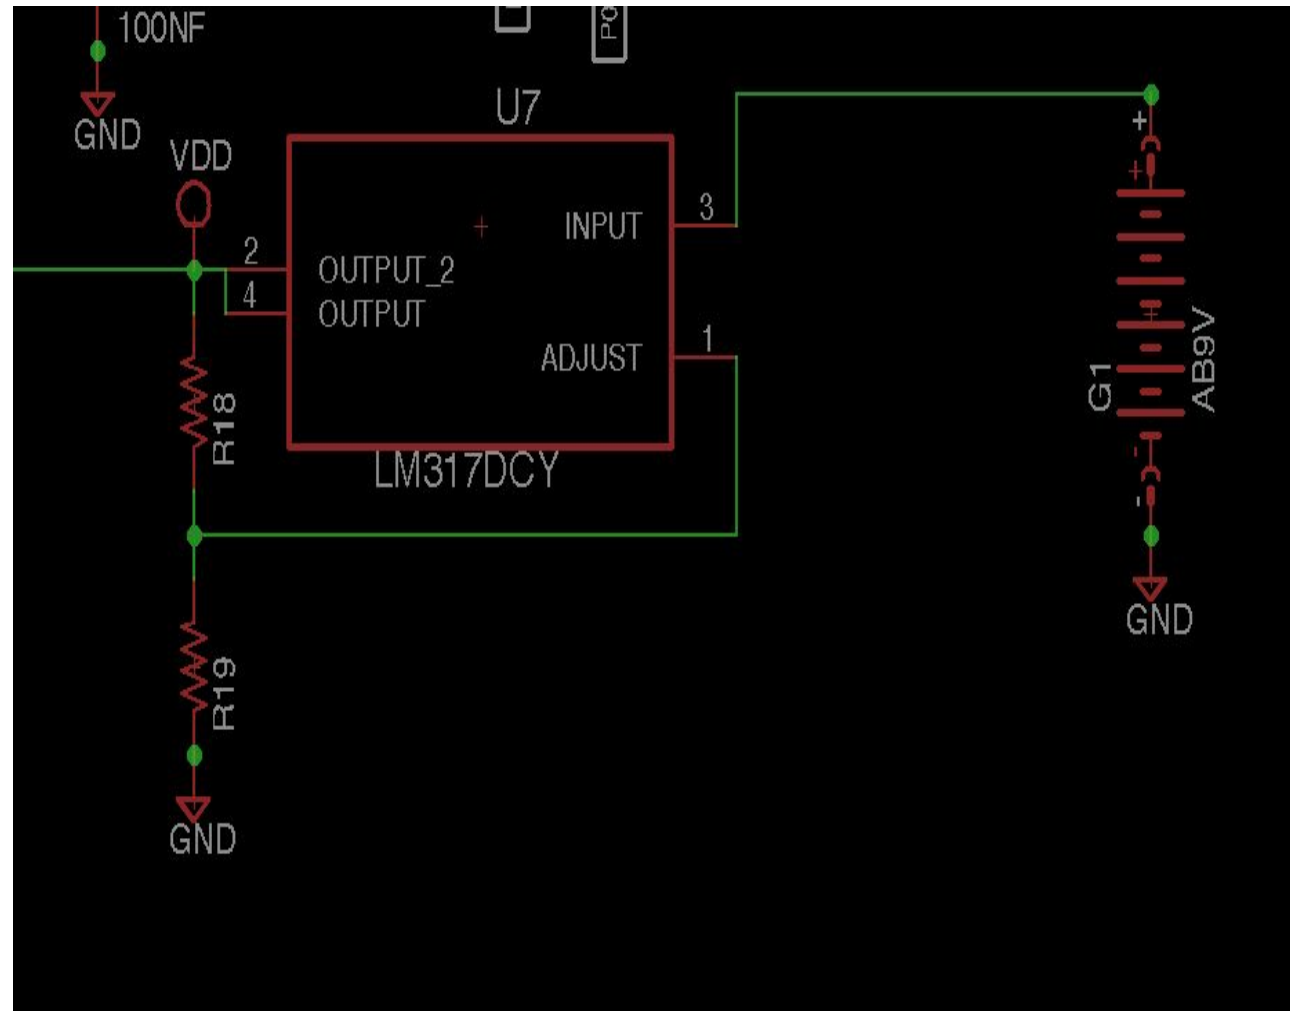 100NF
PO
GND
U7
VDD
+
+
3
INPUT
2
OUTPUT_2
4
OUTPUT
1
ADJUST
G1
AB9V
R18
LM317DCY
-
-
GND
R19
GND